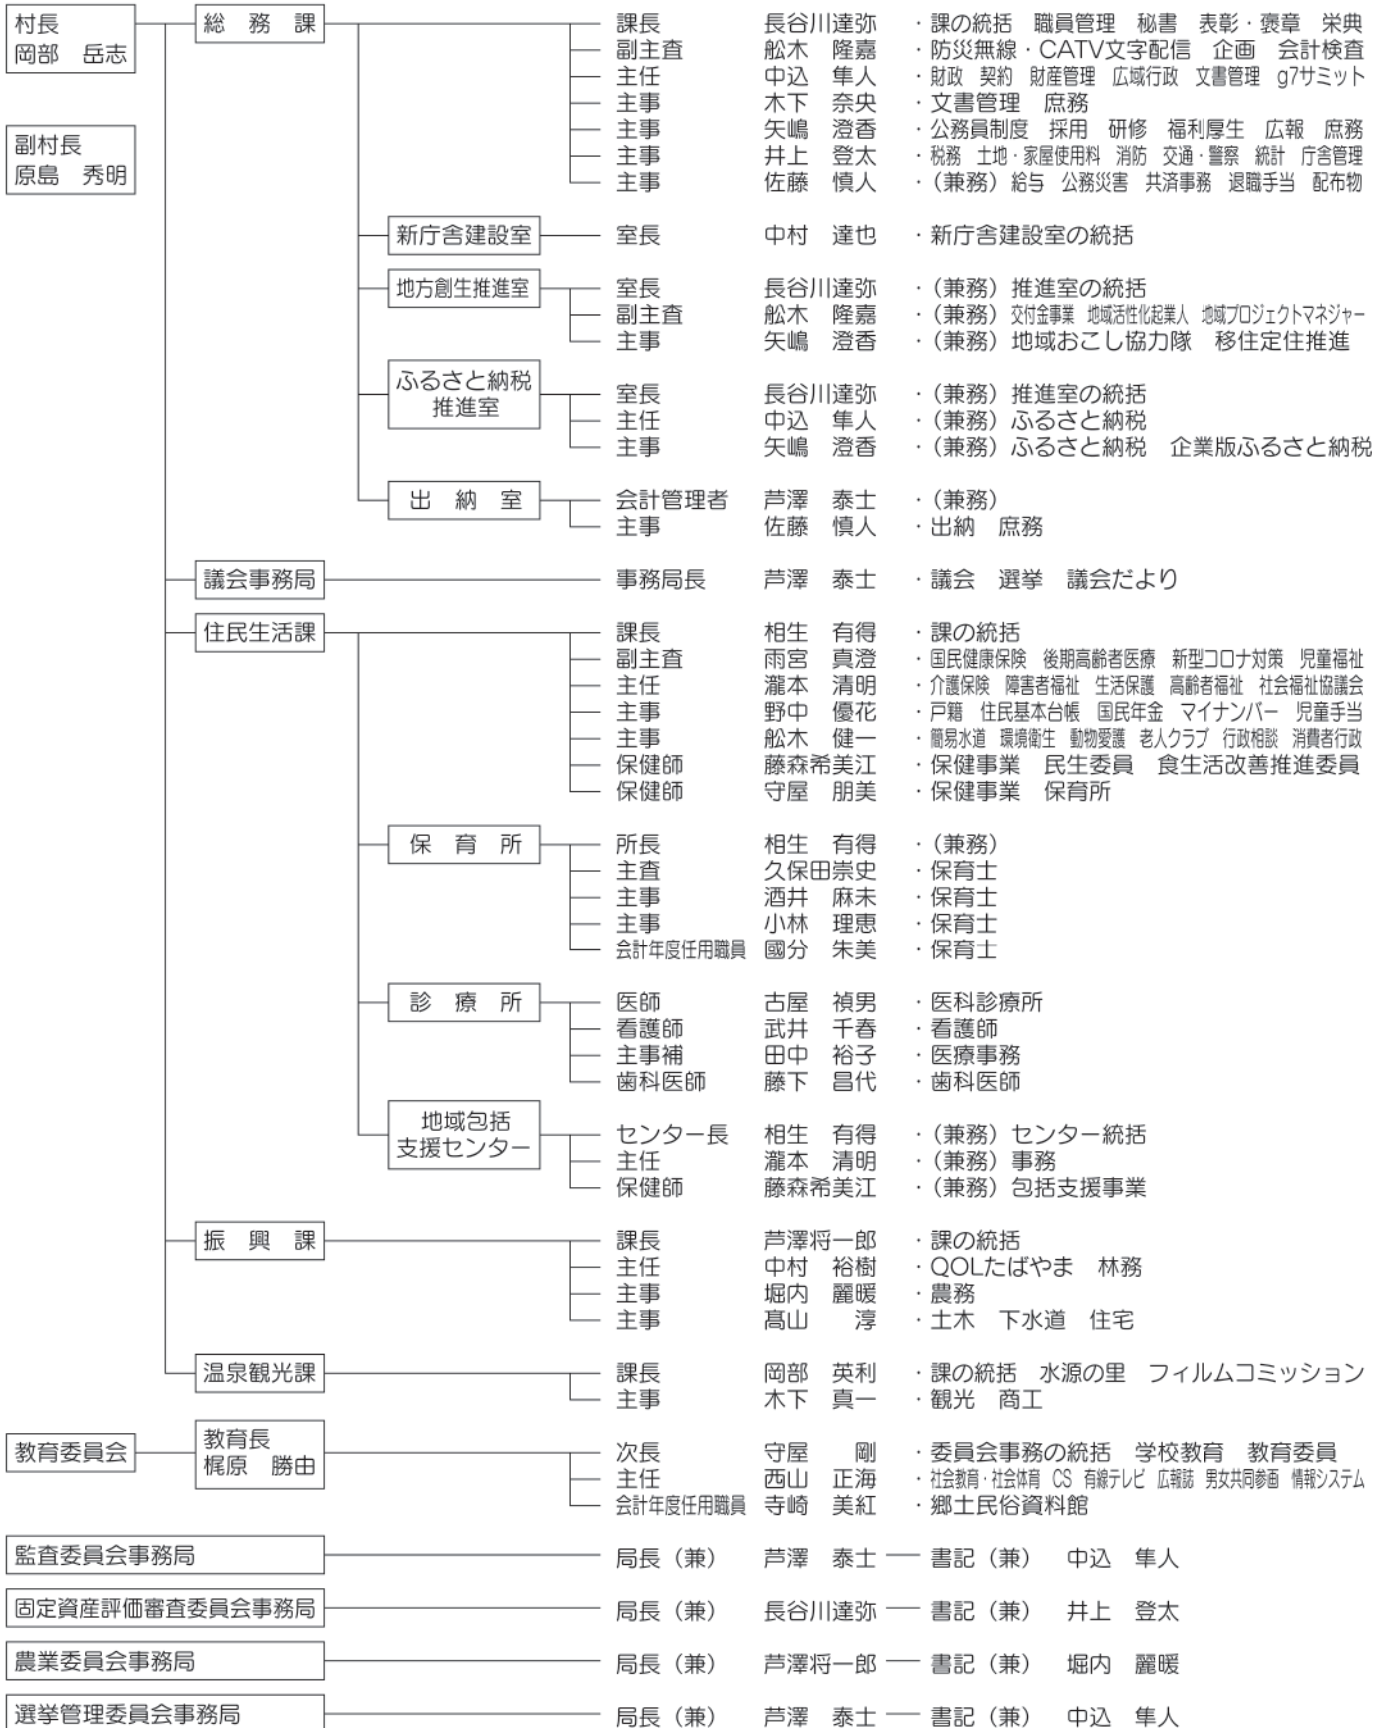 村長
岡部 岳志
副村長
原島 秀明
総務課
課長 長谷川達弥 ・課の統括 職員管理 秘書 表彰・褒章 栄典
副主査 舩木 隆嘉 ・防災無線・CATV文字配信 企画 会計検査
主任 中込 隼人 ・財政 契約 財産管理 広域行政 文書管理 g7サミット
主事 木下 奈央 ・文書管理 庶務
主事 矢嶋 澄香 ・公務員制度 採用 研修 福利厚生 広報 庶務
主事 井上 登太 ・税務 土地・家屋使用料 消防 交通・警察 統計 庁舎管理
主事 佐藤 慎人 ・(兼務) 給与 公務災害 共済事務 退職手当 配布物
新庁舎建設室 室長 中村 達也 ・新庁舎建設室の統括
地方創生推進室 室長 長谷川達弥 ・(兼務) 推進室の統括
副主査 舩木 隆嘉 ・(兼務) 交付金事業 地域活性化起業人 地域プロジェクトマネジャー
主事 矢嶋 澄香 ・(兼務) 地域おこし協力隊 移住定住推進
ふるさと納税
推進室
室長 長谷川達弥 ・(兼務) 推進室の統括
主任 中込 隼人 ・(兼務) ふるさと納税
主事 矢嶋 澄香 ・(兼務) ふるさと納税 企業版ふるさと納税
出納室 会計管理者 芦澤 泰士 ・(兼務)
主事 佐藤 慎人 ・出納 庶務
議会事務局 事務局長 芦澤 泰士 ・議会 選挙 議会だより
住民生活課 課長 相生 有得 ・課の統括
副主査 雨宮 真澄 ・国民健康保険 後期高齢者医療 新型コロナ対策 児童福祉
主任 瀧本 清明 ・介護保険 障害者福祉 生活保護 高齢者福祉 社会福祉協議会
主事 野中 優花 ・戸籍 住民基本台帳 国民年金 マイナンバー 児童手当
主事 舩木 健一 ・簡易水道 環境衛生 動物愛護 老人クラブ 行政相談 消費者行政
保健師 藤森希美江 ・保健事業 民生委員 食生活改善推進委員
保健師 守屋 朋美 ・保健事業 保育所
保育所 所長 相生 有得 ・(兼務)
主査 久保田崇史 ・保育士
主事 酒井 麻未 ・保育士
主事 小林 理恵 ・保育士
会計年度任用職員 國分 朱美 ・保育士
診療所 医師 古屋 禎男 ・医科診療所
看護師 武井 千春 ・看護師
主事補 田中 裕子 ・医療事務
歯科医師 藤下 昌代 ・歯科医師
地域包括
支援センター
センター長 相生 有得 ・(兼務) センター統括
主任 瀧本 清明 ・(兼務) 事務
保健師 藤森希美江 ・(兼務) 包括支援事業
振興課 課長 芦澤将一郎 ・課の統括
主任 中村 裕樹 ・QOLたばやま 林務
主事 堀内 麗暖 ・農務
主事 髙山 淳 ・土木 下水道 住宅
温泉観光課 課長 岡部 英利 ・課の統括 水源の里 フィルムコミッション
主事 木下 真一 ・観光 商工
教育委員会
教育長
梶原 勝由
次長 守屋 剛 ・委員会事務の統括 学校教育 教育委員
主任 西山 正海 ・社会教育・社会体育 CS 有線テレビ 広報誌 男女共同参画 情報システム
会計年度任用職員 寺崎 美紅 ・郷土民俗資料館
監査委員会事務局 局長(兼) 芦澤 泰士 ― 書記(兼) 中込 隼人
固定資産評価審査委員会事務局 局長(兼) 長谷川達弥 ― 書記(兼) 井上 登太
農業委員会事務局 局長(兼) 芦澤将一郎 ― 書記(兼) 堀内 麗暖
選挙管理委員会事務局 局長(兼) 芦澤 泰士 ― 書記(兼) 中込 隼人